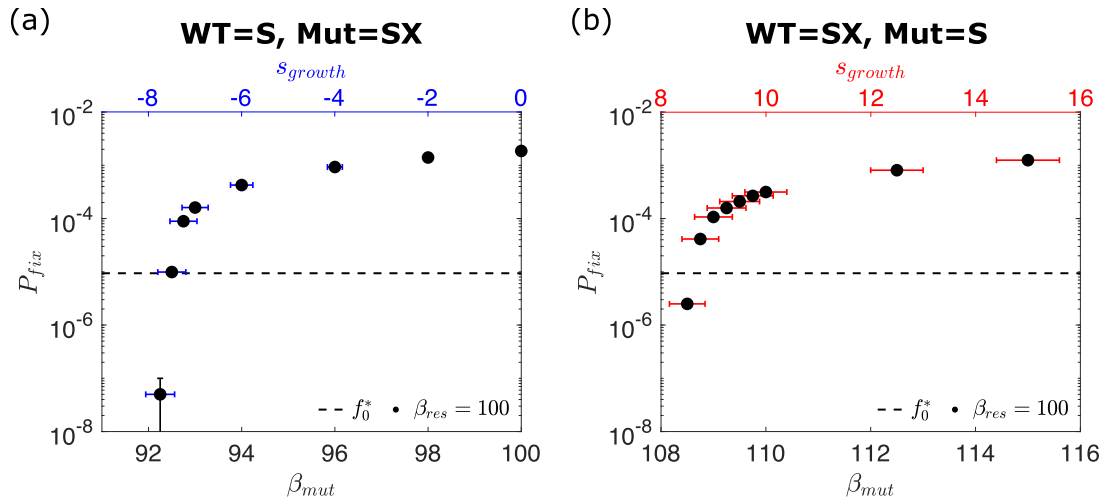 (a)
WT=S, Mut=SX
s_growth
-8 -6 -4 -2 0
10^-2
10^-4
10^-6
10^-8
P_fix
f_0^* β_res = 100
92 94 96 98 100
β_mut
(b)
WT=SX, Mut=S
s_growth
8 10 12 14 16
10^-2
10^-4
10^-6
10^-8
P_fix
f_0^* β_res = 100
108 110 112 114 116
β_mut